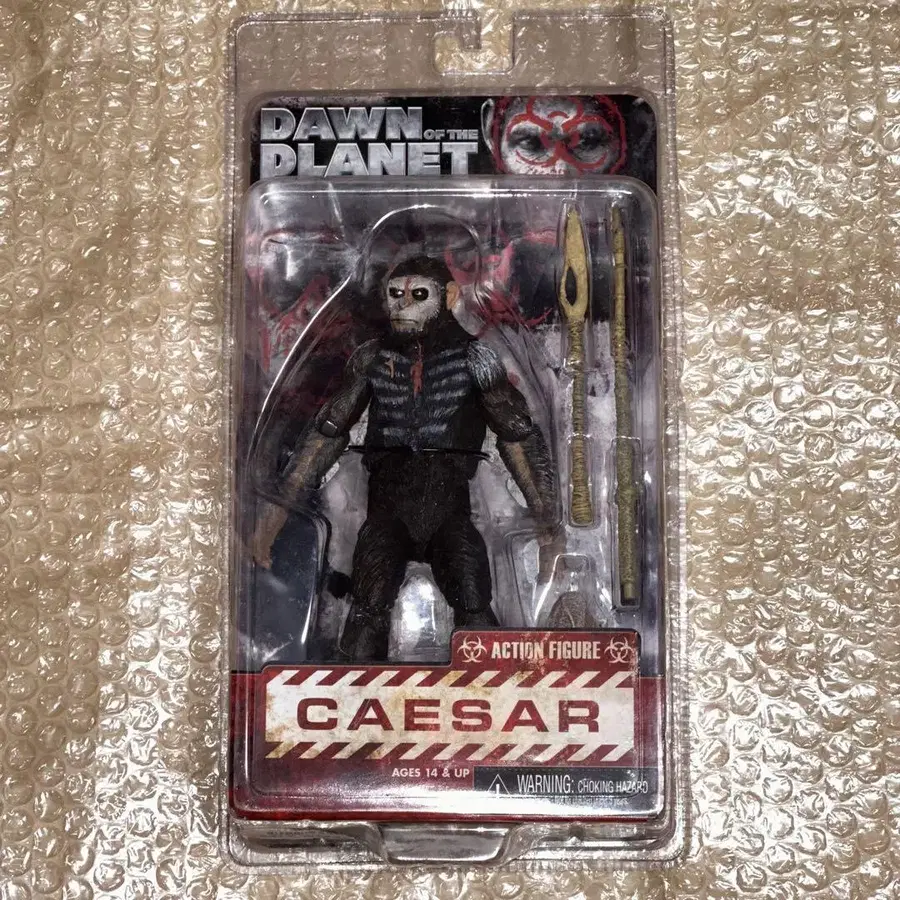 DAWN OF THE
PLANET
ACTION FIGURE
CAESAR
AGES 14 & UP
WARNING: CHOKING HAZARD